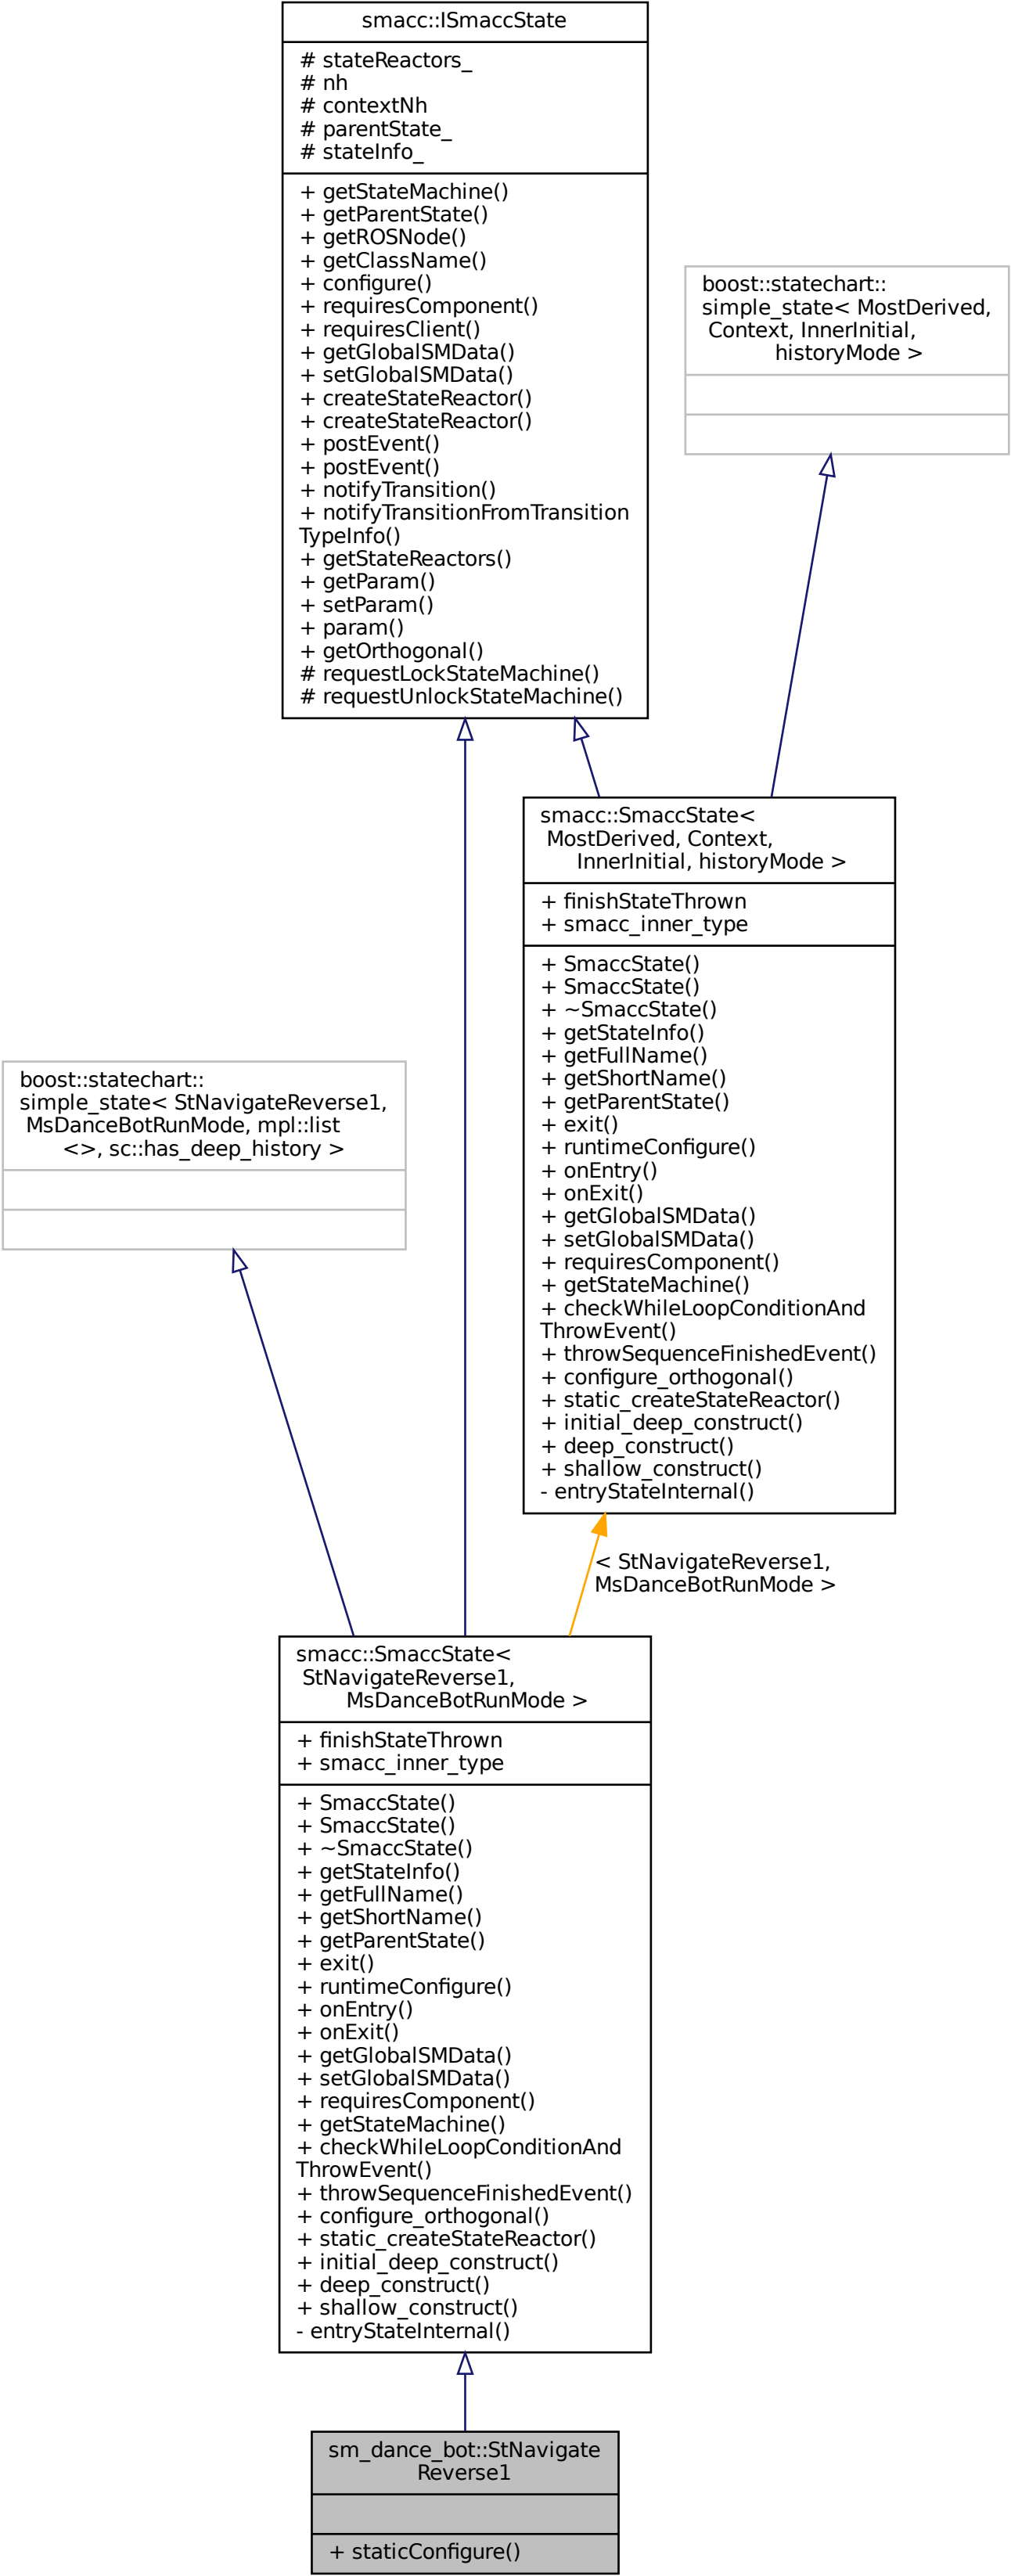 smacc::ISmaccState
# stateReactors_
# nh
# contextNh
# parentState_
# stateInfo_
+ getStateMachine()
+ getParentState()
+ getROSNode()
+ getClassName()
+ configure()
+ requiresComponent()
+ requiresClient()
+ getGlobalSMData()
+ setGlobalSMData()
+ createStateReactor()
+ createStateReactor()
+ postEvent()
+ postEvent()
+ notifyTransition()
+ notifyTransitionFromTransition
TypeInfo()
+ getStateReactors()
+ getParam()
+ setParam()
+ param()
+ getOrthogonal()
# requestLockStateMachine()
# requestUnlockStateMachine()
boost::statechart::
simple_state< MostDerived,
Context, InnerInitial,
historyMode >
smacc::SmaccState<
MostDerived, Context,
InnerInitial, historyMode >
+ finishStateThrown
+ smacc_inner_type
+ SmaccState()
+ SmaccState()
+ ~SmaccState()
+ getStateInfo()
+ getFullName()
+ getShortName()
+ getParentState()
+ exit()
+ runtimeConfigure()
+ onEntry()
+ onExit()
+ getGlobalSMData()
+ setGlobalSMData()
+ requiresComponent()
+ getStateMachine()
+ checkWhileLoopConditionAnd
ThrowEvent()
+ throwSequenceFinishedEvent()
+ configure_orthogonal()
+ static_createStateReactor()
+ initial_deep_construct()
+ deep_construct()
+ shallow_construct()
- entryStateInternal()
boost::statechart::
simple_state< StNavigateReverse1,
MsDanceBotRunMode, mpl::list
<>, sc::has_deep_history >
< StNavigateReverse1,
MsDanceBotRunMode >
smacc::SmaccState<
StNavigateReverse1,
MsDanceBotRunMode >
+ finishStateThrown
+ smacc_inner_type
+ SmaccState()
+ SmaccState()
+ ~SmaccState()
+ getStateInfo()
+ getFullName()
+ getShortName()
+ getParentState()
+ exit()
+ runtimeConfigure()
+ onEntry()
+ onExit()
+ getGlobalSMData()
+ setGlobalSMData()
+ requiresComponent()
+ getStateMachine()
+ checkWhileLoopConditionAnd
ThrowEvent()
+ throwSequenceFinishedEvent()
+ configure_orthogonal()
+ static_createStateReactor()
+ initial_deep_construct()
+ deep_construct()
+ shallow_construct()
- entryStateInternal()
sm_dance_bot::StNavigate
Reverse1
+ staticConfigure()